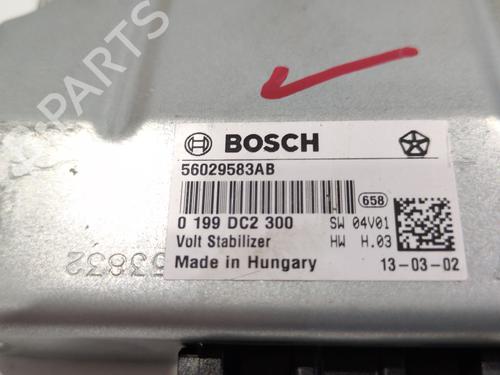 PARTS
BOSCH
56029583AB
658
0 199 DC2 300 SW 04V01
Volt Stabilizer HW H.03
Made in Hungary 13-03-02
53832